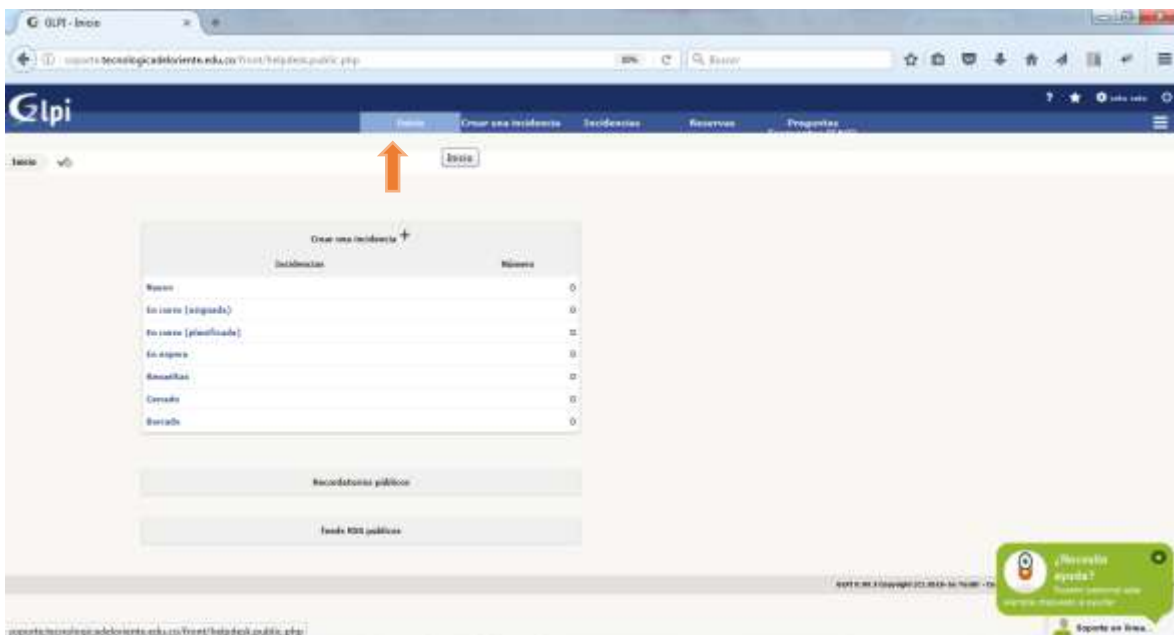 GLPI - Inicio
soporte.tecnologicadeloriente.edu.co/front/helpdesk.public.php
80%
Buscar
Glpi
?
Inicio
Crear una incidencia
Incidencias
Reservas
Preguntas
Inicio
Inicio
Crear una incidencia +
Incidencias
Número
Nuevo
0
En curso (asignada)
0
En curso (planificada)
0
En espera
0
Resueltas
0
Cerrado
0
Borrado
0
Recordatorios públicos
Feeds RSS públicos
¿Necesita
ayuda?
soporte.tecnologicadeloriente.edu.co/front/helpdesk.public.php
Soporte en línea